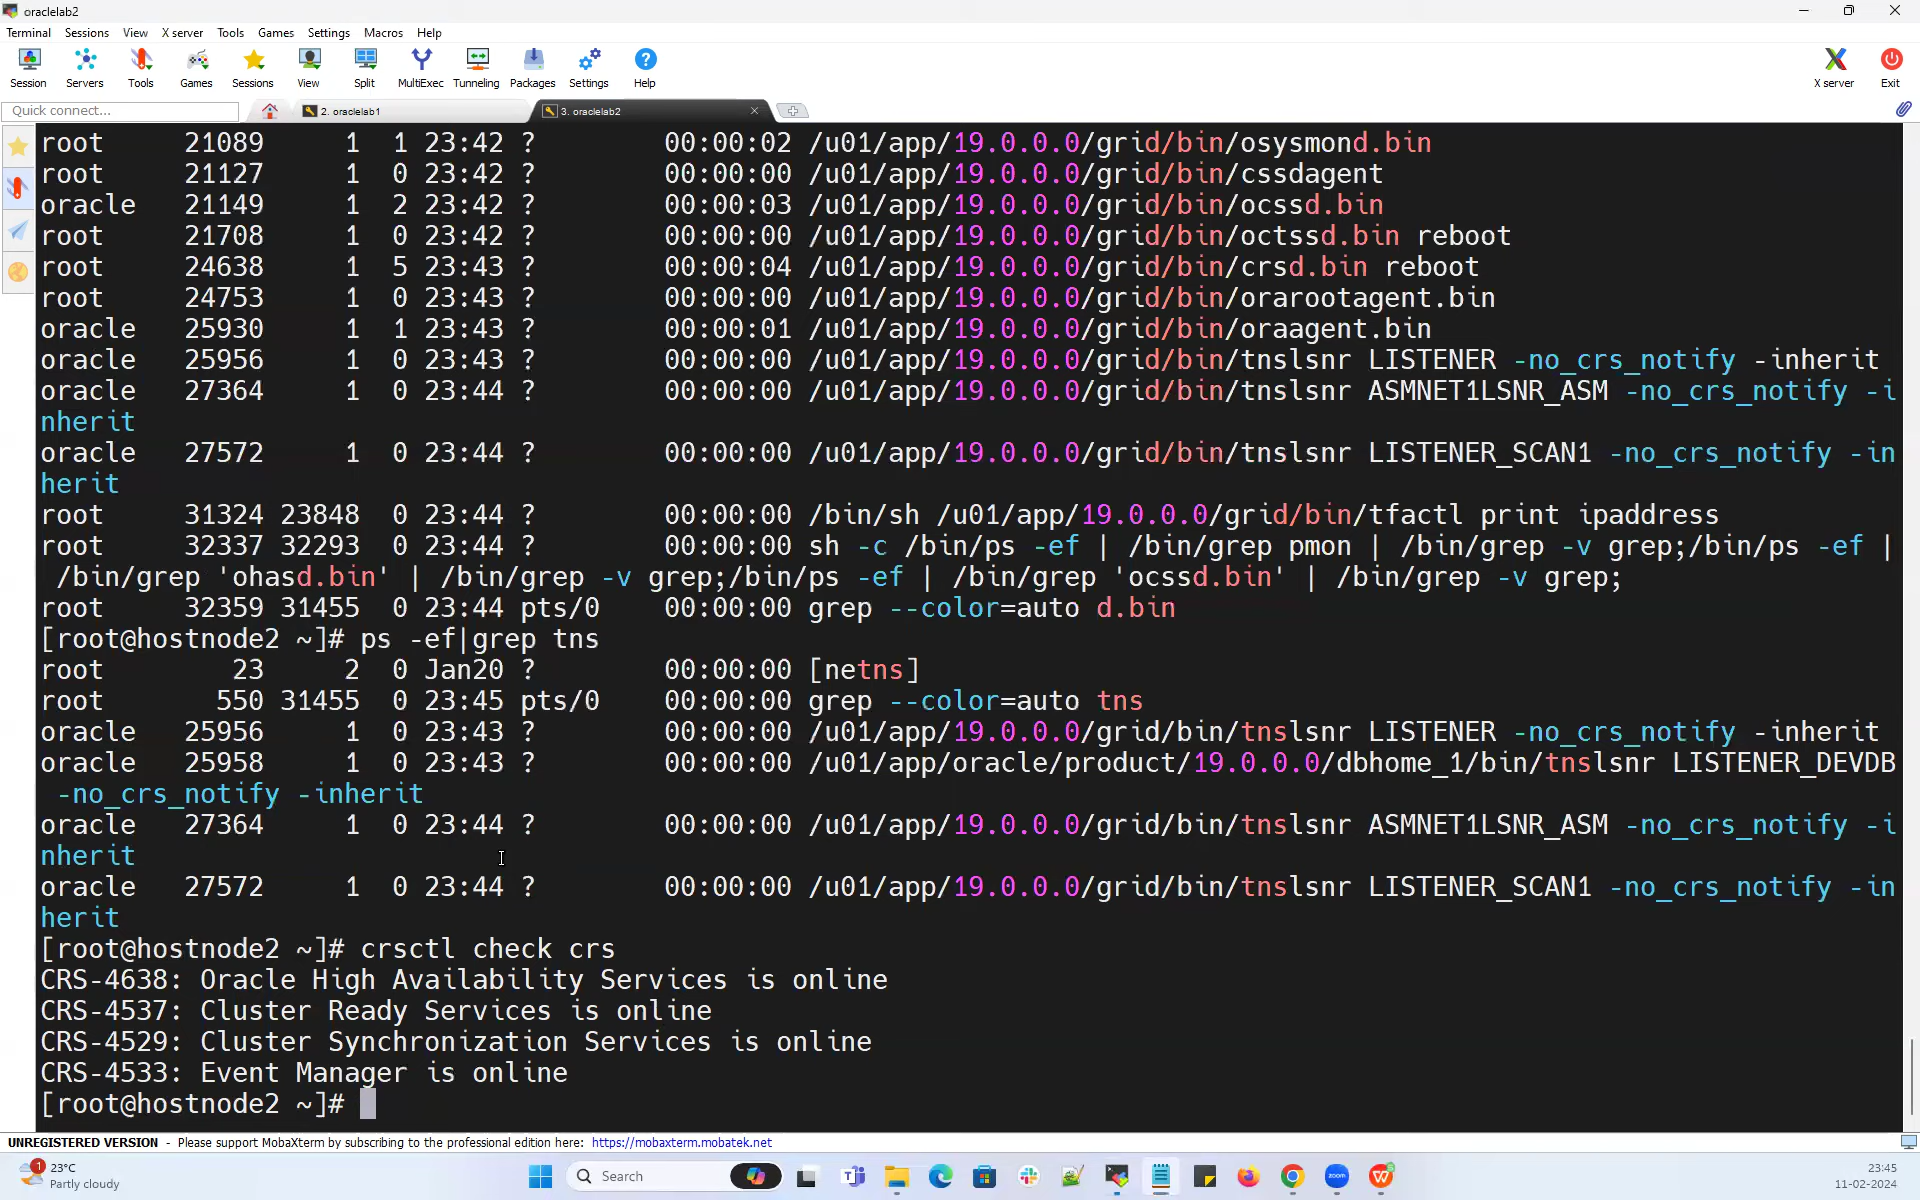 oraclelab2
Terminal Sessions View X server Tools Games Settings Macros Help
Session Servers Tools Games Sessions View Split MultiExec Tunneling Packages Settings Help X server Exit
Quick connect... 2. oraclelab1 3. oraclelab2
root 21089 1 1 23:42 ? 00:00:02 /u01/app/19.0.0.0/grid/bin/osysmond.bin
root 21127 1 0 23:42 ? 00:00:00 /u01/app/19.0.0.0/grid/bin/cssdagent
oracle 21149 1 2 23:42 ? 00:00:03 /u01/app/19.0.0.0/grid/bin/ocssd.bin
root 21708 1 0 23:42 ? 00:00:00 /u01/app/19.0.0.0/grid/bin/octssd.bin reboot
root 24638 1 5 23:43 ? 00:00:04 /u01/app/19.0.0.0/grid/bin/crsd.bin reboot
root 24753 1 0 23:43 ? 00:00:00 /u01/app/19.0.0.0/grid/bin/orarootagent.bin
oracle 25930 1 1 23:43 ? 00:00:01 /u01/app/19.0.0.0/grid/bin/oraagent.bin
oracle 25956 1 0 23:43 ? 00:00:00 /u01/app/19.0.0.0/grid/bin/tnslsnr LISTENER -no_crs_notify -inherit
oracle 27364 1 0 23:44 ? 00:00:00 /u01/app/19.0.0.0/grid/bin/tnslsnr ASMNET1LSNR_ASM -no_crs_notify -i
nherit
oracle 27572 1 0 23:44 ? 00:00:00 /u01/app/19.0.0.0/grid/bin/tnslsnr LISTENER_SCAN1 -no_crs_notify -in
herit
root 31324 23848 0 23:44 ? 00:00:00 /bin/sh /u01/app/19.0.0.0/grid/bin/tfactl print ipaddress
root 32337 32293 0 23:44 ? 00:00:00 sh -c /bin/ps -ef | /bin/grep pmon | /bin/grep -v grep;/bin/ps -ef |
/bin/grep 'ohasd.bin' | /bin/grep -v grep;/bin/ps -ef | /bin/grep 'ocssd.bin' | /bin/grep -v grep;
root 32359 31455 0 23:44 pts/0 00:00:00 grep --color=auto d.bin
[root@hostnode2 ~]# ps -ef|grep tns
root 23 2 0 Jan20 ? 00:00:00 [netns]
root 550 31455 0 23:45 pts/0 00:00:00 grep --color=auto tns
oracle 25956 1 0 23:43 ? 00:00:00 /u01/app/19.0.0.0/grid/bin/tnslsnr LISTENER -no_crs_notify -inherit
oracle 25958 1 0 23:43 ? 00:00:00 /u01/app/oracle/product/19.0.0.0/dbhome_1/bin/tnslsnr LISTENER_DEVDB
-no_crs_notify -inherit
oracle 27364 1 0 23:44 ? 00:00:00 /u01/app/19.0.0.0/grid/bin/tnslsnr ASMNET1LSNR_ASM -no_crs_notify -i
nherit
oracle 27572 1 0 23:44 ? 00:00:00 /u01/app/19.0.0.0/grid/bin/tnslsnr LISTENER_SCAN1 -no_crs_notify -in
herit
[root@hostnode2 ~]# crsctl check crs
CRS-4638: Oracle High Availability Services is online
CRS-4537: Cluster Ready Services is online
CRS-4529: Cluster Synchronization Services is online
CRS-4533: Event Manager is online
[root@hostnode2 ~]#
UNREGISTERED VERSION - Please support MobaXterm by subscribing to the professional edition here: https://mobaxterm.mobatek.net
1 23°C
Partly cloudy
Search
zoom
23:45
11-02-2024